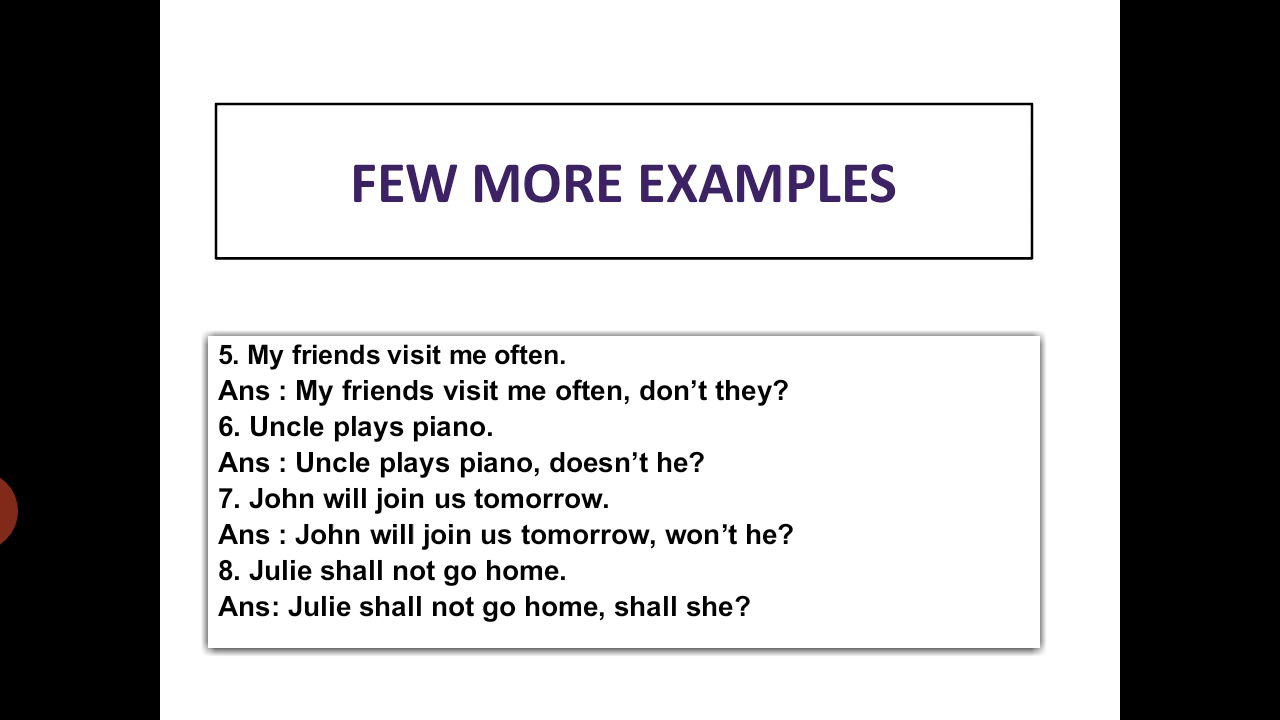 FEW MORE EXAMPLES
5. My friends visit me often.
Ans : My friends visit me often, don’t they?
6. Uncle plays piano.
Ans : Uncle plays piano, doesn’t he?
7. John will join us tomorrow.
Ans : John will join us tomorrow, won’t he?
8. Julie shall not go home.
Ans: Julie shall not go home, shall she?